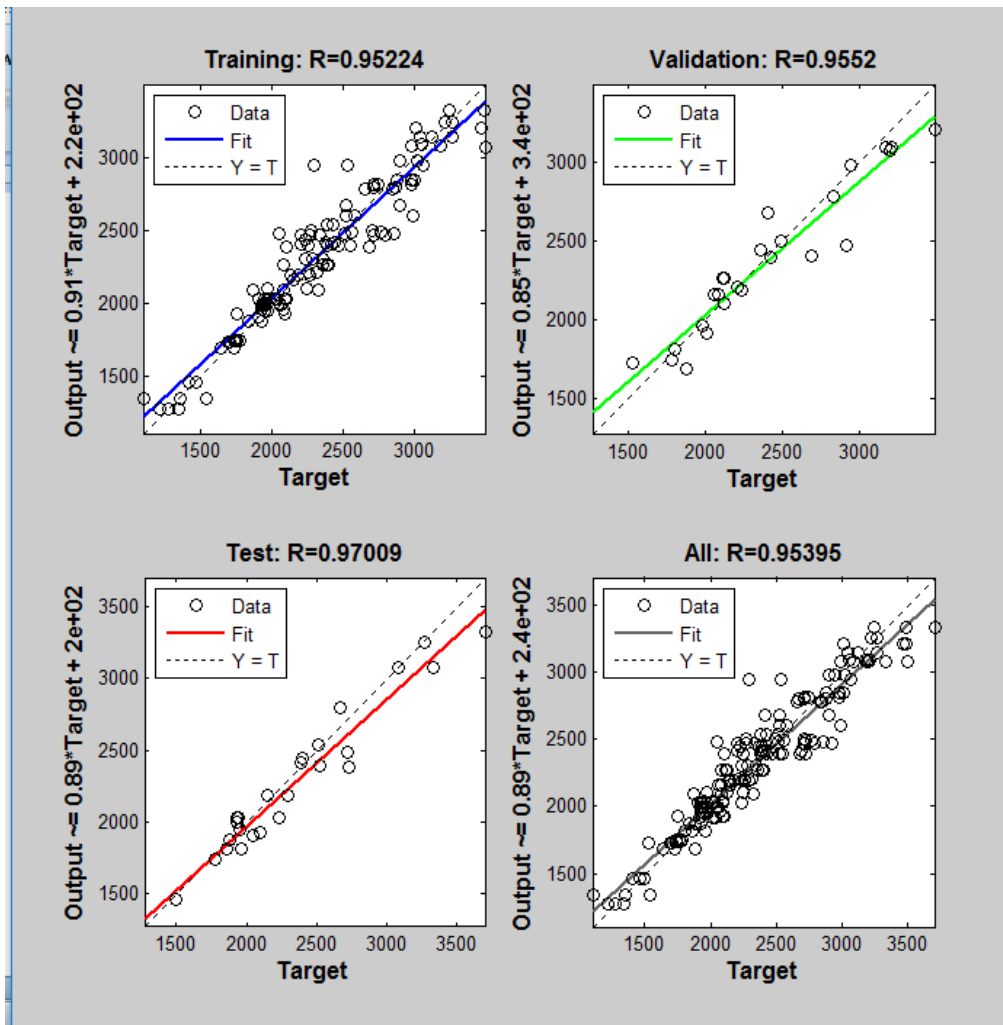 Training: R=0.95224
Output ~= 0.91*Target + 2.2e+02
Data
Fit
Y = T
3000
2500
2000
1500
1500 2000 2500 3000
Target
Validation: R=0.9552
Output ~= 0.85*Target + 3.4e+02
Data
Fit
Y = T
3000
2500
2000
1500
1500 2000 2500 3000
Target
Test: R=0.97009
Output ~= 0.89*Target + 2e+02
Data
Fit
Y = T
3500
3000
2500
2000
1500
1500 2000 2500 3000 3500
Target
All: R=0.95395
Output ~= 0.89*Target + 2.4e+02
Data
Fit
Y = T
3500
3000
2500
2000
1500
1500 2000 2500 3000 3500
Target